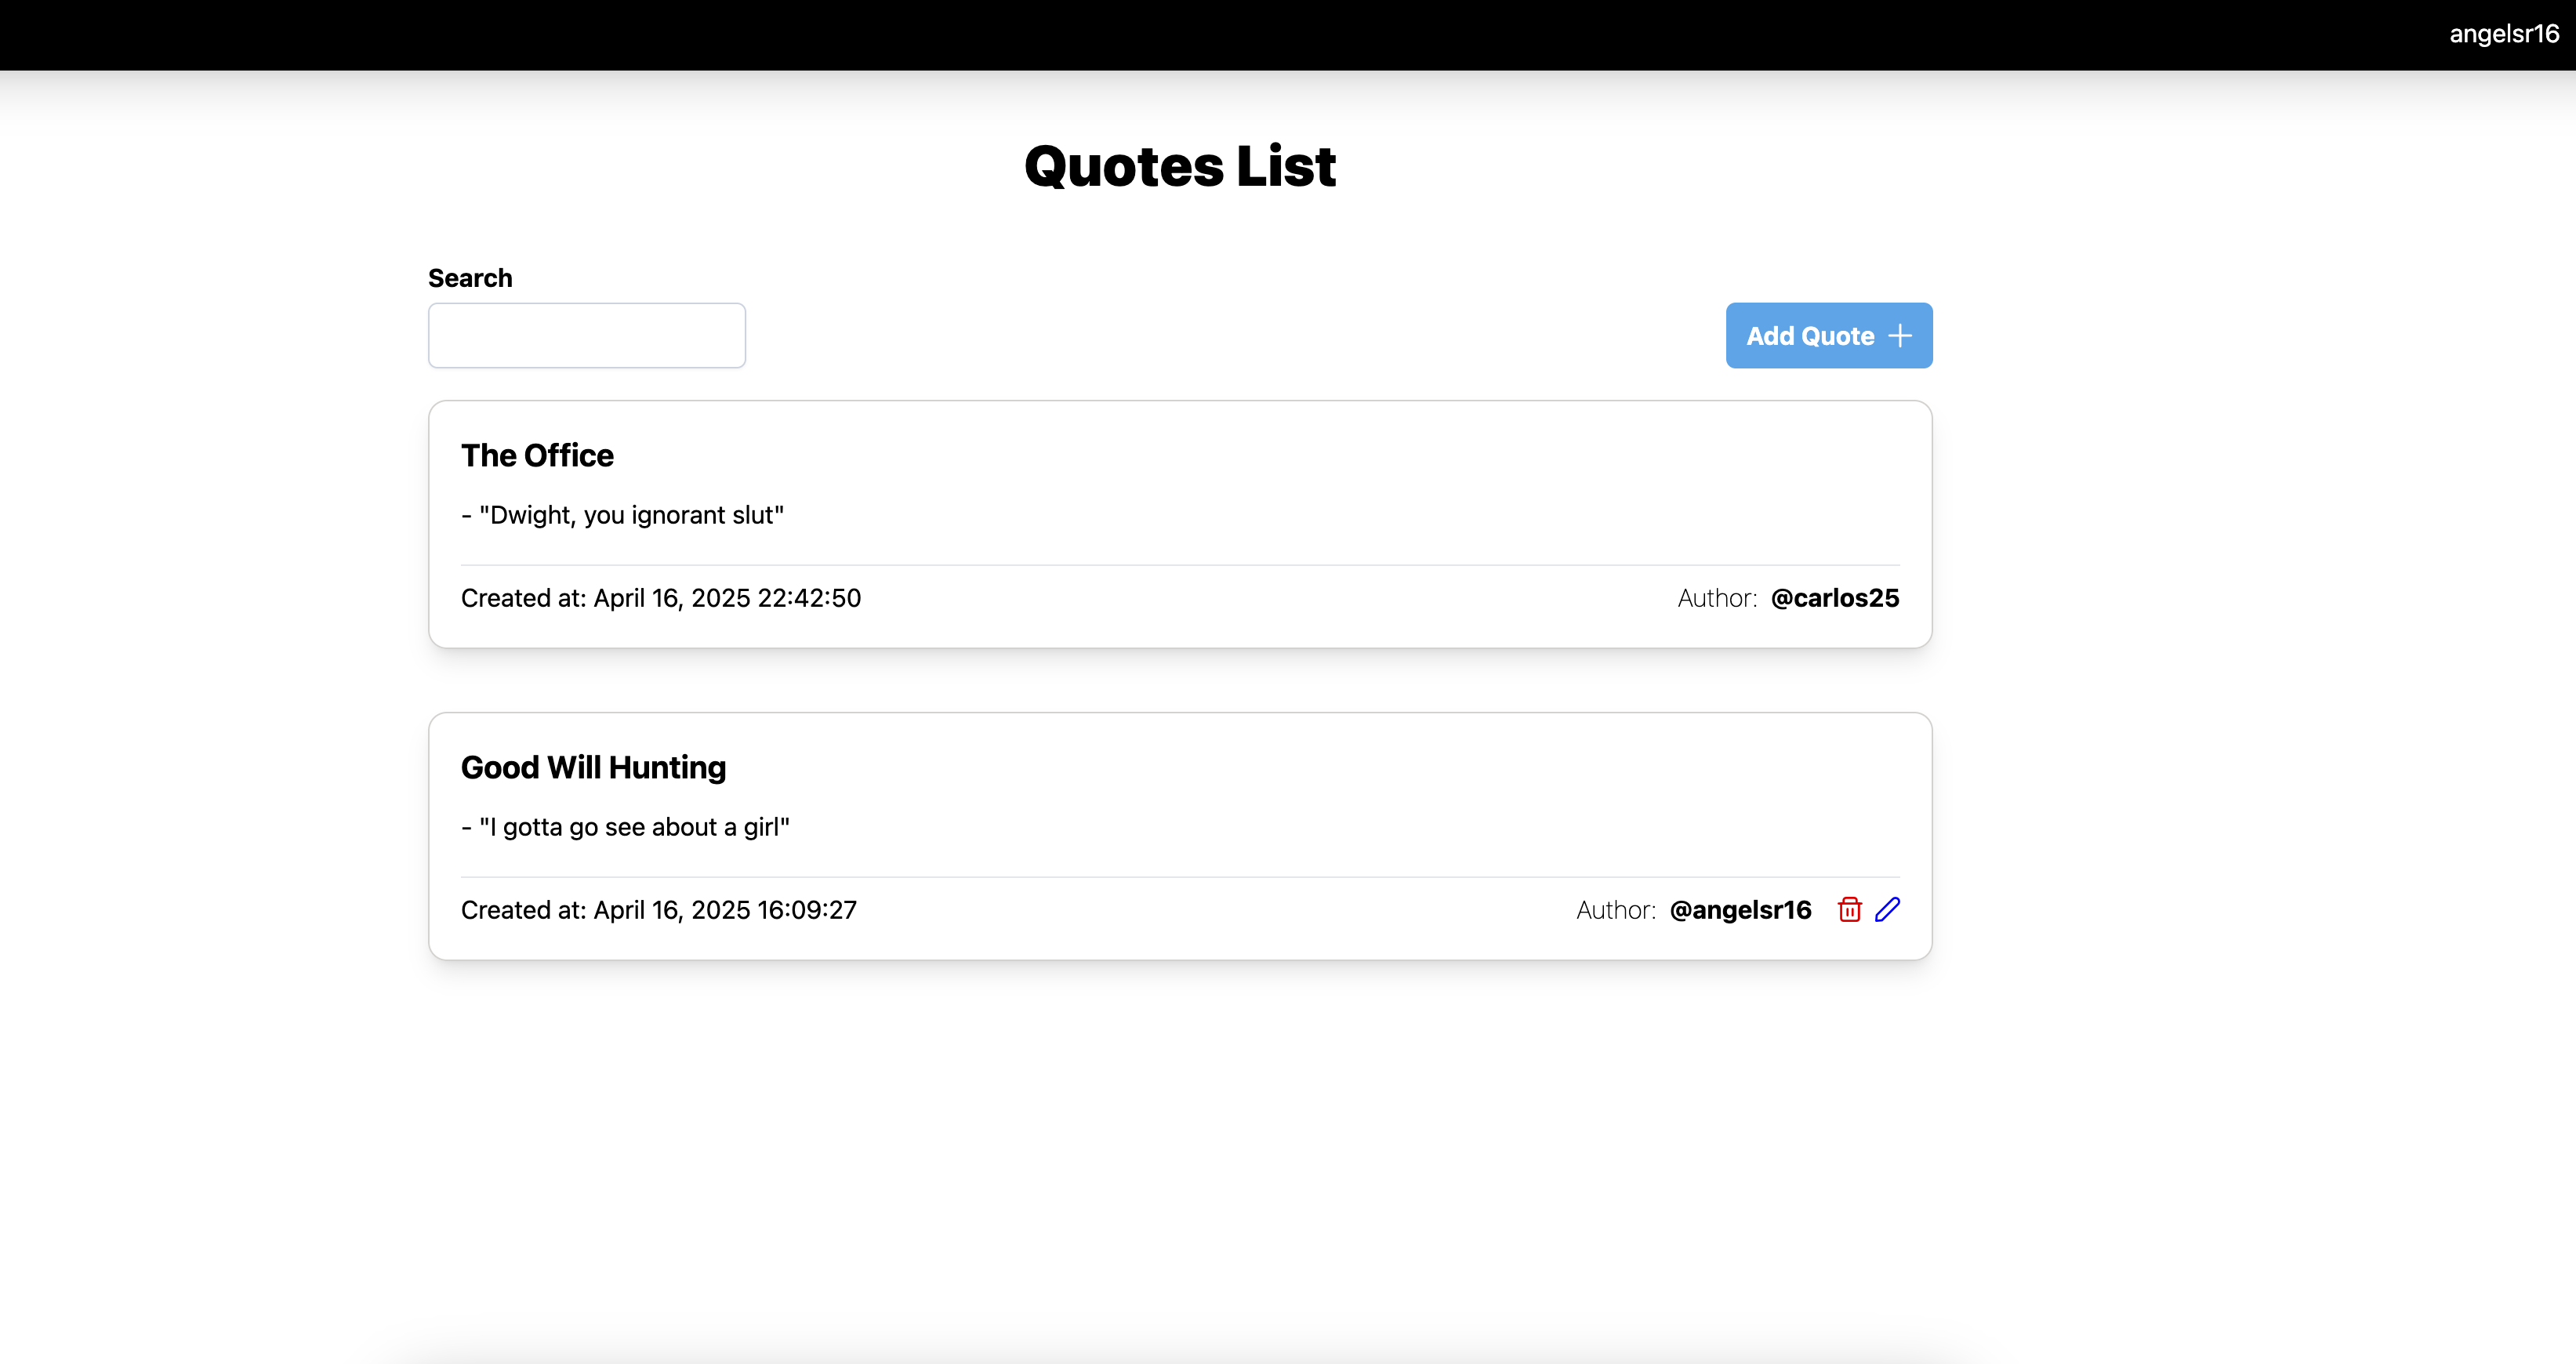 angelsr16
Quotes List
Search
Add Quote
The Office
- "Dwight, you ignorant slut"
Created at: April 16, 2025 22:42:50 Author: @carlos25
Good Will Hunting
- "I gotta go see about a girl"
Created at: April 16, 2025 16:09:27 Author: @angelsr16